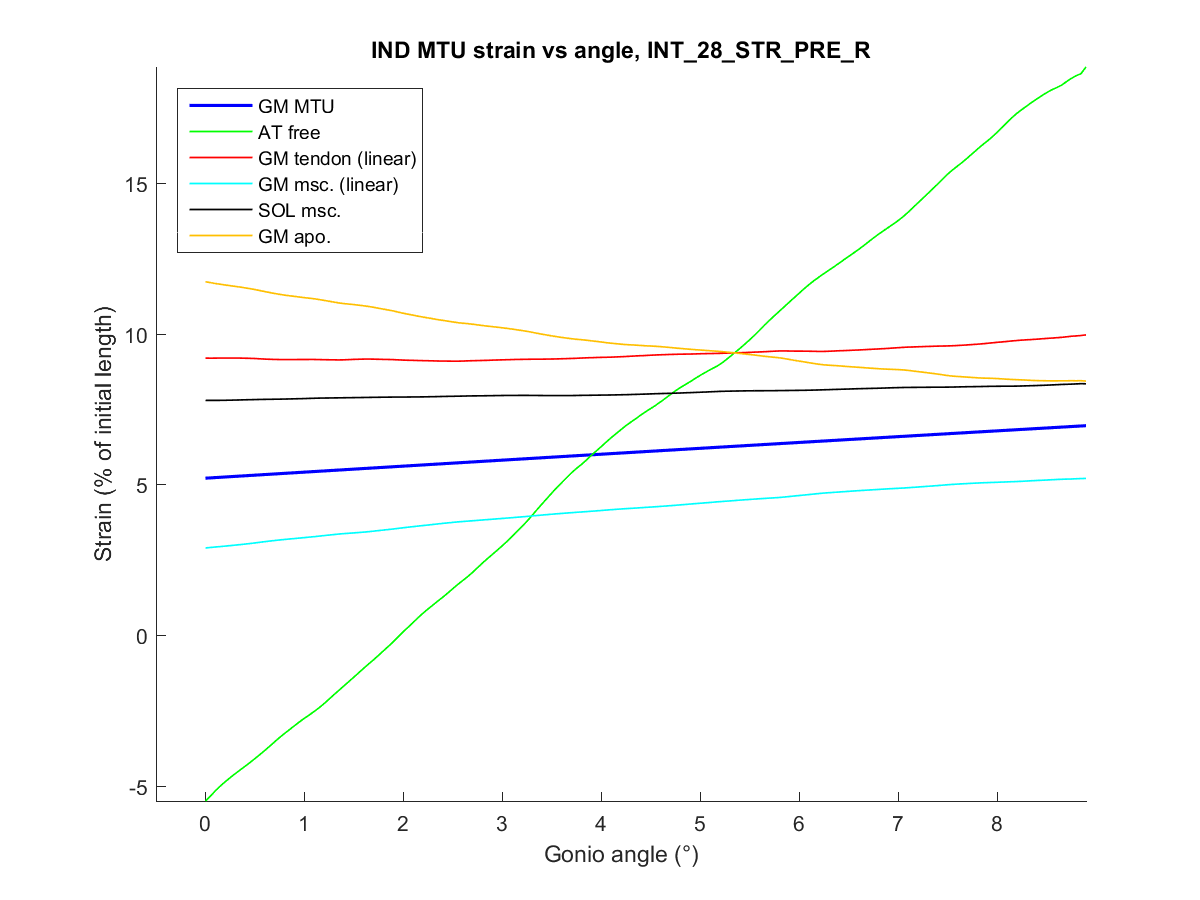 IND MTU strain vs angle, INT_28_STR_PRE_R
GM MTU
AT free
GM tendon (linear)
GM msc. (linear)
SOL msc.
GM apo.
Strain (% of initial length)
15
10
5
0
-5
0 1 2 3 4 5 6 7 8
Gonio angle (°)